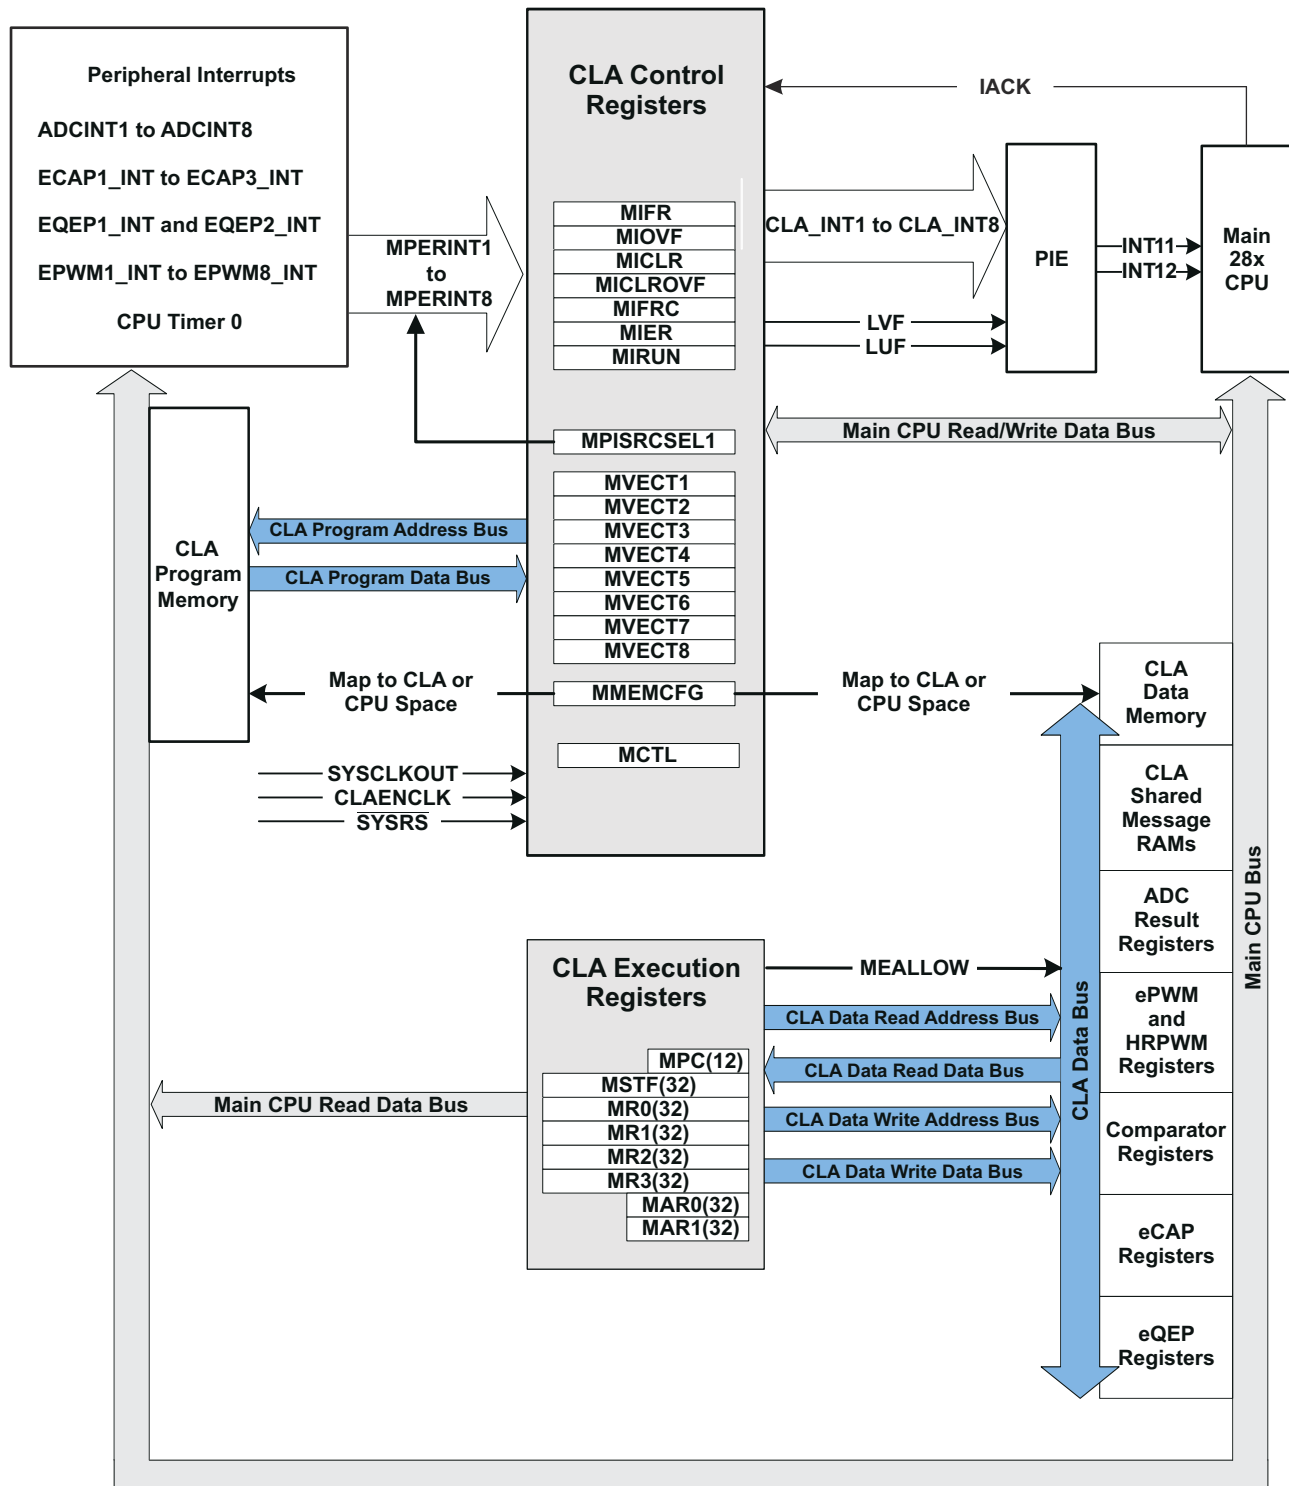 Peripheral Interrupts
ADCINT1 to ADCINT8
ECAP1_INT to ECAP3_INT
EQEP1_INT and EQEP2_INT
EPWM1_INT to EPWM8_INT
CPU Timer 0
MPERINT1
to
MPERINT8
CLA Control
Registers
MIFR
MIOVF
MICLR
MICLROVF
MIFRC
MIER
MIRUN
MPISRCSEL1
MVECT1
MVECT2
MVECT3
MVECT4
MVECT5
MVECT6
MVECT7
MVECT8
MMEMCFG
MCTL
IACK
CLA_INT1 to CLA_INT8
LVF
LUF
PIE
INT11
INT12
Main
28x
CPU
Main CPU Read/Write Data Bus
CLA
Program
Memory
CLA Program Address Bus
CLA Program Data Bus
Map to CLA or
CPU Space
Map to CLA or
CPU Space
SYSCLKOUT
CLAENCLK
SYSRS
CLA
Data
Memory
CLA
Shared
Message
RAMs
ADC
Result
Registers
ePWM
and
HRPWM
Registers
Comparator
Registers
eCAP
Registers
eQEP
Registers
Main CPU Bus
CLA Data Bus
CLA Execution
Registers
MPC(12)
MSTF(32)
MR0(32)
MR1(32)
MR2(32)
MR3(32)
MAR0(32)
MAR1(32)
MEALLOW
CLA Data Read Address Bus
CLA Data Read Data Bus
CLA Data Write Address Bus
CLA Data Write Data Bus
Main CPU Read Data Bus